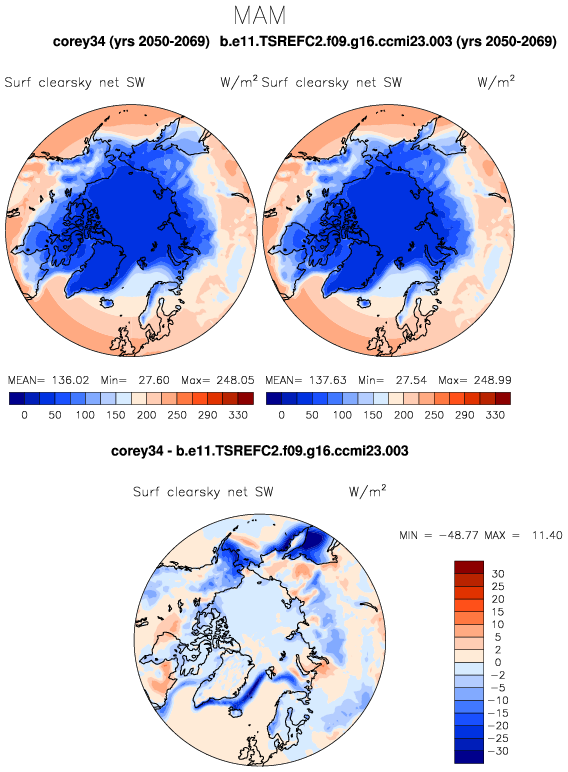 MAM
corey34 (yrs 2050-2069) b.e11.TSREFC2.f09.g16.ccmi23.003 (yrs 2050-2069)
Surf clearsky net SW W/m² Surf clearsky net SW W/m²
MEAN= 136.02 Min= 27.60 Max= 248.05 MEAN= 137.63 Min= 27.54 Max= 248.99
0 50 100 150 200 250 290 330 0 50 100 150 200 250 290 330
corey34 - b.e11.TSREFC2.f09.g16.ccmi23.003
Surf clearsky net SW W/m²
MIN = -48.77 MAX = 11.40
30
25
20
15
10
5
2
0
-2
-5
-10
-15
-20
-25
-30